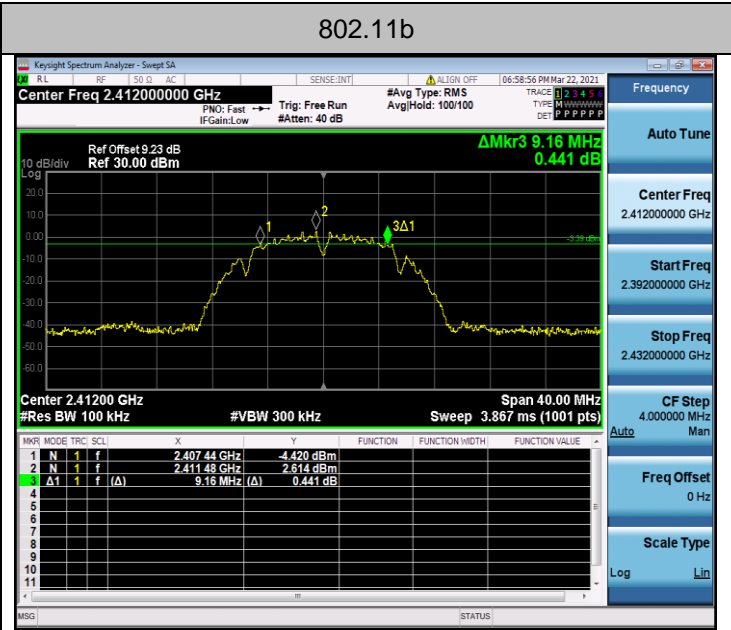 802.11b
Keysight Spectrum Analyzer - Swept SA
RL RF 50 Ω AC SENSE:INT ALIGN OFF 06:58:56 PM Mar 22, 2021
Center Freq 2.412000000 GHz
#Avg Type: RMS
TRACE 1 2 3 4 5 6
PNO: Fast Trig: Free Run Avg|Hold: 100/100
TYPE M WWWWW
IFGain:Low #Atten: 40 dB
DET P P P P P P
Ref Offset 9.23 dB
ΔMkr3 9.16 MHz
10 dB/div Ref 30.00 dBm
0.441 dB
Log
20.0
10.0
0.00
-10.0
-20.0
-30.0
-40.0
-50.0
-60.0
1
2
3Δ1
-3.39 dBm
Center 2.41200 GHz Span 40.00 MHz
#Res BW 100 kHz #VBW 300 kHz Sweep 3.867 ms (1001 pts)
MKR MODE TRC SCL X Y FUNCTION FUNCTION WIDTH FUNCTION VALUE
1 N 1 f 2.407 44 GHz -4.420 dBm
2 N 1 f 2.411 48 GHz 2.614 dBm
3 Δ1 1 f (Δ) 9.16 MHz (Δ) 0.441 dB
4
5
6
7
8
9
10
11
MSG STATUS
Frequency
Auto Tune
Center Freq
2.412000000 GHz
Start Freq
2.392000000 GHz
Stop Freq
2.432000000 GHz
CF Step
4.000000 MHz
Auto Man
Freq Offset
0 Hz
Scale Type
Log Lin